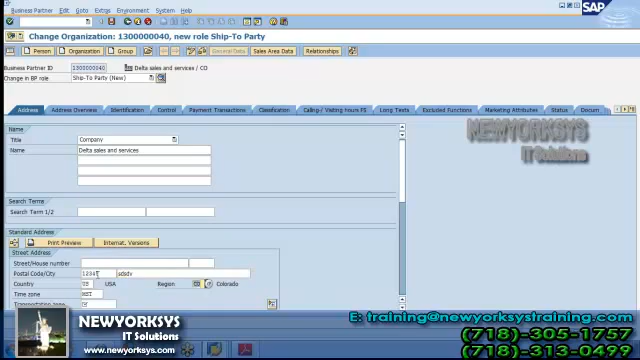 Business Partner Edit Goto Extras Environment System Help
SAP
Change Organization: 1300000040, new role Ship-To Party
Person Organization Group General Data Sales Area Data Relationships
Business Partner ID 1300000040 Delta sales and services / CO
Change in BP role Ship-To Party (New)
Address Address Overview Identification Control Payment Transactions Classification Calling-/ Visiting hours FS Long Texts Excluded Functions Marketing Attributes Status Docum
Name
Title Company
Name Delta sales and services
NEWYORKSYS
IT Solutions
Search Terms
Search Term 1/2
Standard Address
Print Preview Internat. Versions
Street Address
Street/House number
Postal Code/City sdsdv
Country US USA Region CO Colorado
Time zone MST
Transportation zone
NEWYORKSYS
IT Solutions
www.newyorksys.com
E: training@newyorksystraining.com
(718)-305-1757
(718)-313-0499